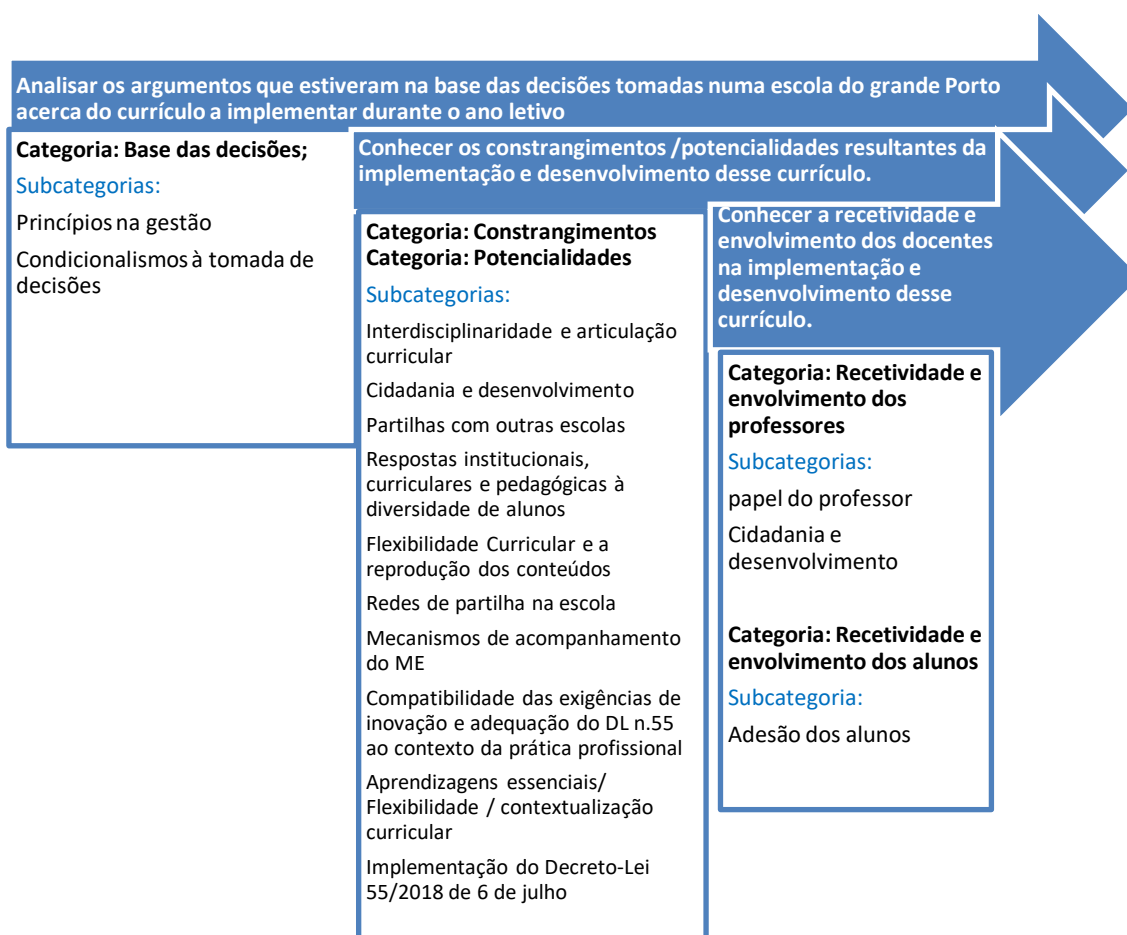 Analisar os argumentos que estiveram na base das decisões tomadas numa escola do grande Porto
acerca do currículo a implementar durante o ano letivo
Categoria: Base das decisões;
Subcategorias:
Princípios na gestão
Condicionalismos à tomada de
decisões
Conhecer os constrangimentos /potencialidades resultantes da
implementação e desenvolvimento desse currículo.
Categoria: Constrangimentos
Categoria: Potencialidades
Subcategorias:
Interdisciplinaridade e articulação
curricular
Cidadania e desenvolvimento
Partilhas com outras escolas
Respostas institucionais,
curriculares e pedagógicas à
diversidade de alunos
Flexibilidade Curricular e a
reprodução dos conteúdos
Redes de partilha na escola
Mecanismos de acompanhamento
do ME
Compatibilidade das exigências de
inovação e adequação do DL n.55
ao contexto da prática profissional
Aprendizagens essenciais/
Flexibilidade / contextualização
curricular
Implementação do Decreto-Lei
55/2018 de 6 de julho
Conhecer a recetividade e
envolvimento dos docentes
na implementação e
desenvolvimento desse
currículo.
Categoria: Recetividade e
envolvimento dos
professores
Subcategorias:
papel do professor
Cidadania e
desenvolvimento
Categoria: Recetividade e
envolvimento dos alunos
Subcategoria:
Adesão dos alunos